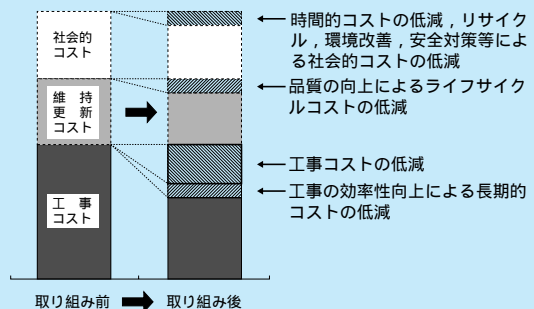 社会的
コスト
維 持
更 新
コスト
工 事
コスト
時間的コストの低減，リサイク
ル，環境改善，安全対策等によ
る社会的コストの低減
品質の向上によるライフサイ
クルコストの低減
工事コストの低減
工事の効率性向上による長期的
コストの低減
取り組み前
取り組み後